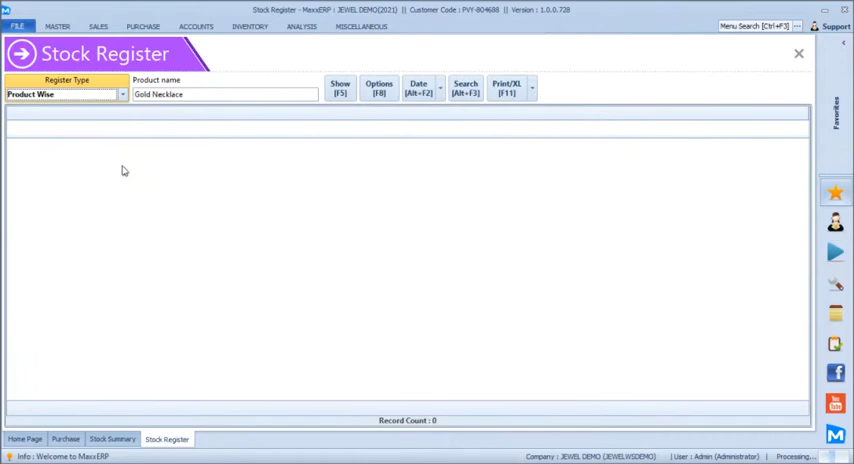 Stock Register - MaxxERP : JEWEL DEMO(2021) || Customer Code : PVY-804688 || Version : 1.0.0.728
FILE MASTER SALES PURCHASE ACCOUNTS INVENTORY ANALYSIS MISCELLANEOUS Menu Search [Ctrl+F3] ... Support
Stock Register
Register Type Product name
Product Wise Gold Necklace
Show [F5]
Options [F8]
Date [Alt+F2]
Search [Alt+F3]
Print/XL [F11]
Favorites
Record Count : 0
Home Page Purchase Stock Summary Stock Register
Info : Welcome to MaxxERP Company : JEWEL DEMO (JEWELWSDEMO) User : Admin (Administrator) Processing...
You Tube